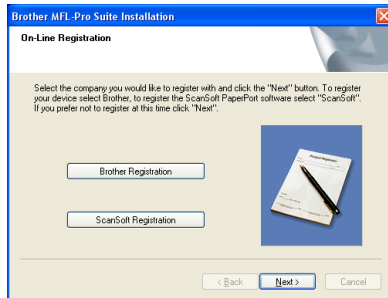 Brother MFL-Pro Suite Installation
On-Line Registration
Select the company you would like to register with and click the "Next" button. To register
your device select Brother, to register the ScanSoft PaperPort software select "ScanSoft".
If you prefer not to register at this time click "Next".
Product Registration
Brother Registration
ScanSoft Registration
< Back
Next >
Cancel